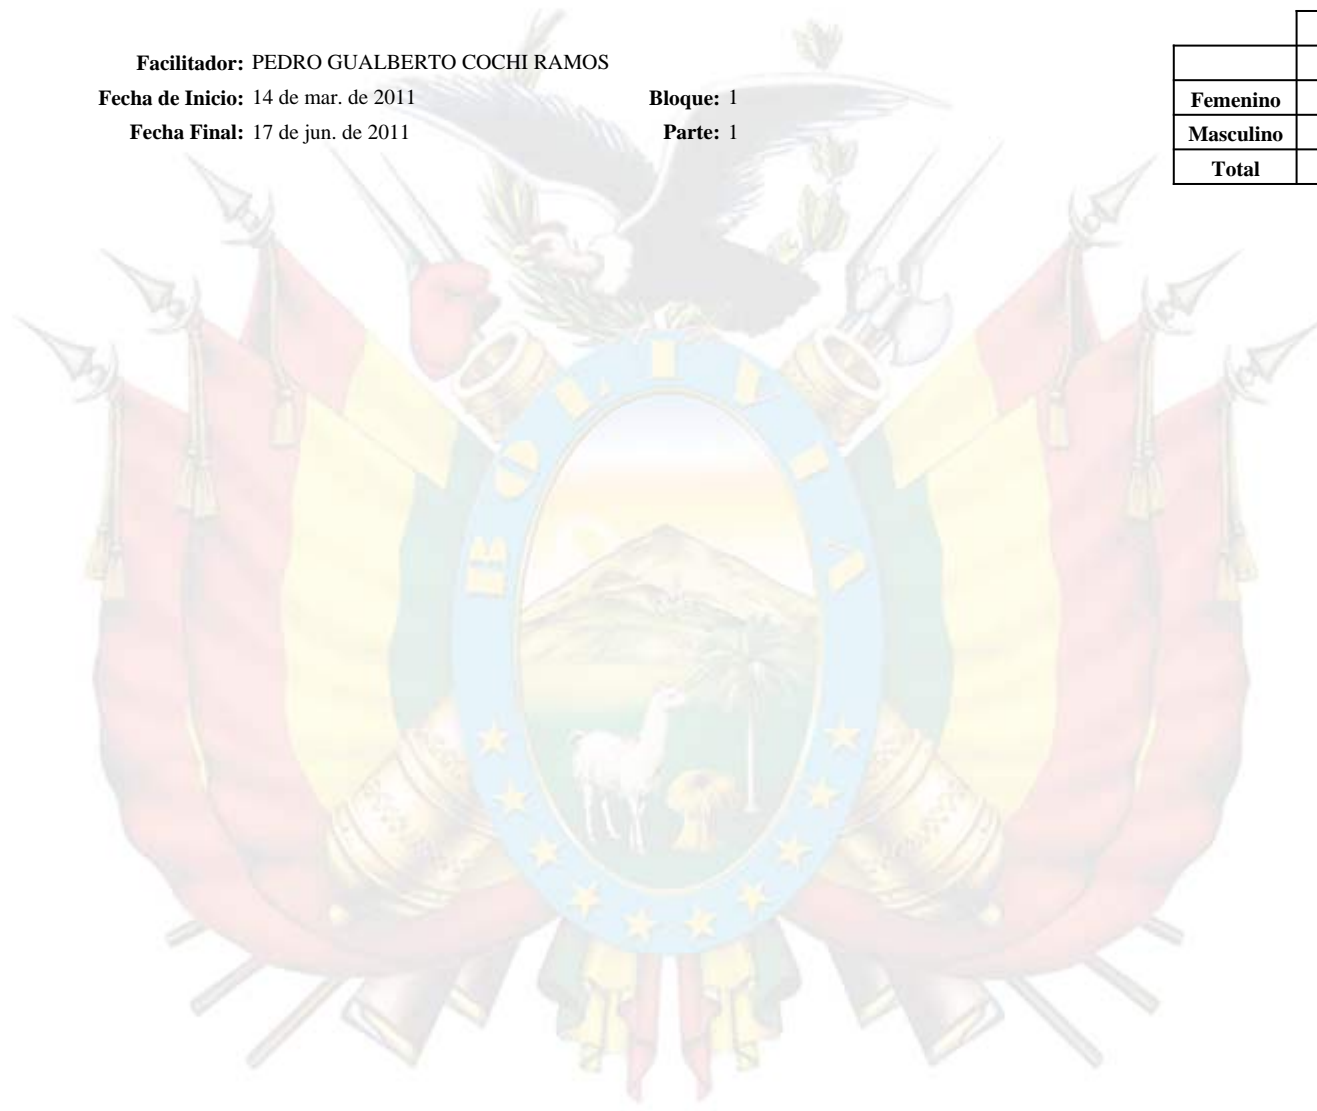 Facilitador: PEDRO GUALBERTO COCHI RAMOS
Fecha de Inicio: 14 de mar. de 2011 Bloque: 1
Fecha Final: 17 de jun. de 2011 Parte: 1
Femenino
Masculino
Total
BOLIVIA